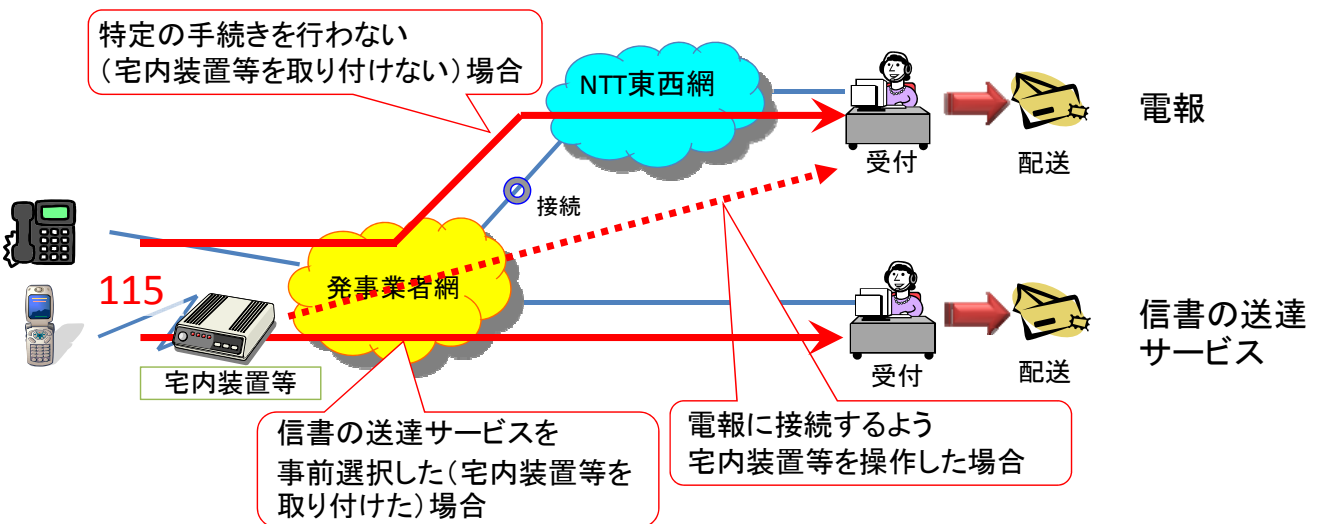 特定の手続きを行わない
（宅内装置等を取り付けない）場合
NTT東西網
受付
配送
電報
接続
発事業者網
115
宅内装置等
受付
配送
信書の送達
サービス
信書の送達サービスを
事前選択した（宅内装置等を
取り付けた）場合
電報に接続するよう
宅内装置等を操作した場合